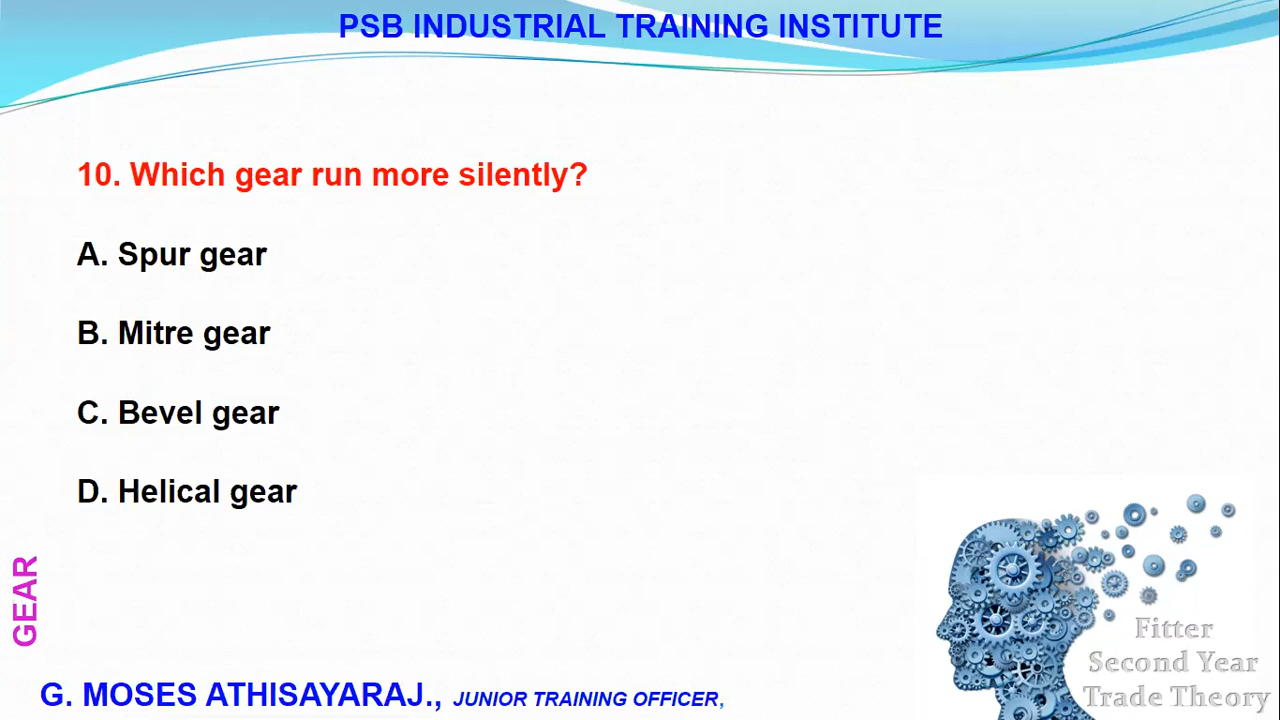 PSB INDUSTRIAL TRAINING INSTITUTE
10. Which gear run more silently?
A. Spur gear
B. Mitre gear
C. Bevel gear
D. Helical gear
GEAR
Fitter
Second Year
Trade Theory
G. MOSES ATHISAYARAJ., JUNIOR TRAINING OFFICER,